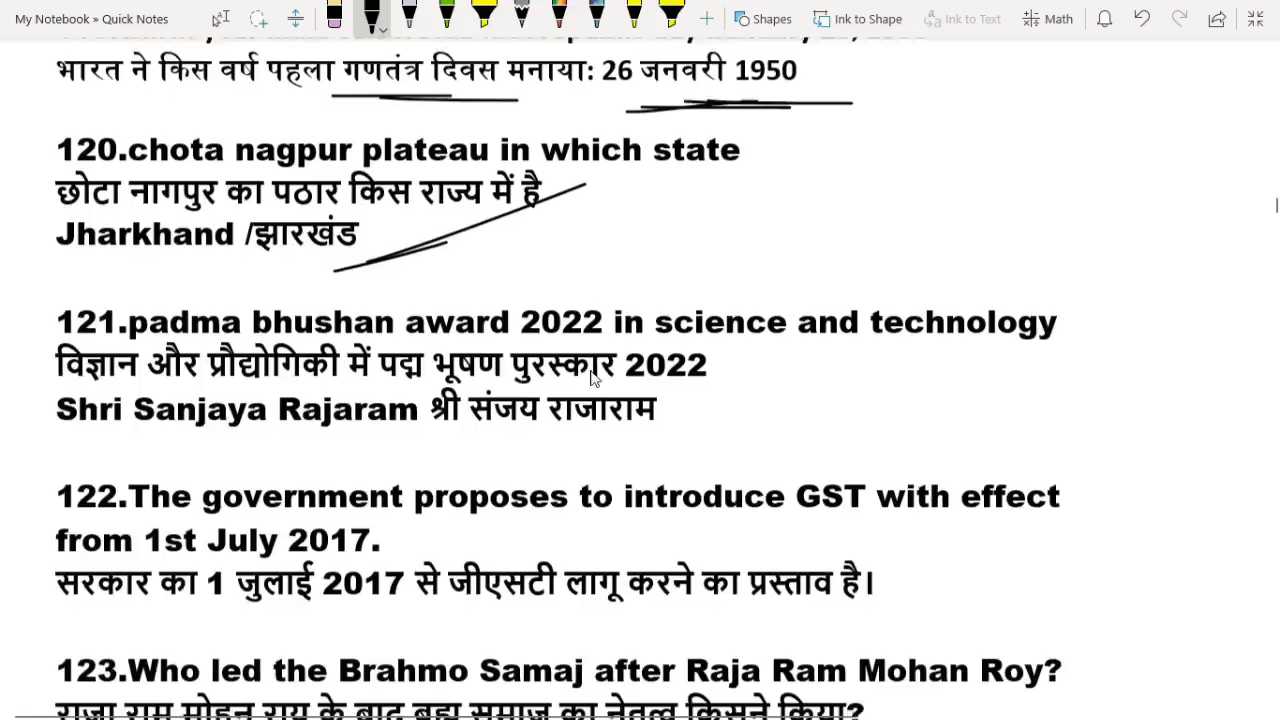 My Notebook » Quick Notes
Shapes
Ink to Shape
Ink to Text
Math
भारत ने किस वर्ष पहला गणतंत्र दिवस मनाया: 26 जनवरी 1950
120.chota nagpur plateau in which state
छोटा नागपुर का पठार किस राज्य में है
Jharkhand /झारखंड
121.padma bhushan award 2022 in science and technology
विज्ञान और प्रौद्योगिकी में पद्म भूषण पुरस्कार 2022
Shri Sanjaya Rajaram श्री संजय राजाराम
122.The government proposes to introduce GST with effect
from 1st July 2017.
सरकार का 1 जुलाई 2017 से जीएसटी लागू करने का प्रस्ताव है।
123.Who led the Brahmo Samaj after Raja Ram Mohan Roy?
राजा राम मोहन राय के बाद ब्रह्म समाज का नेतृत्व किसने किया?